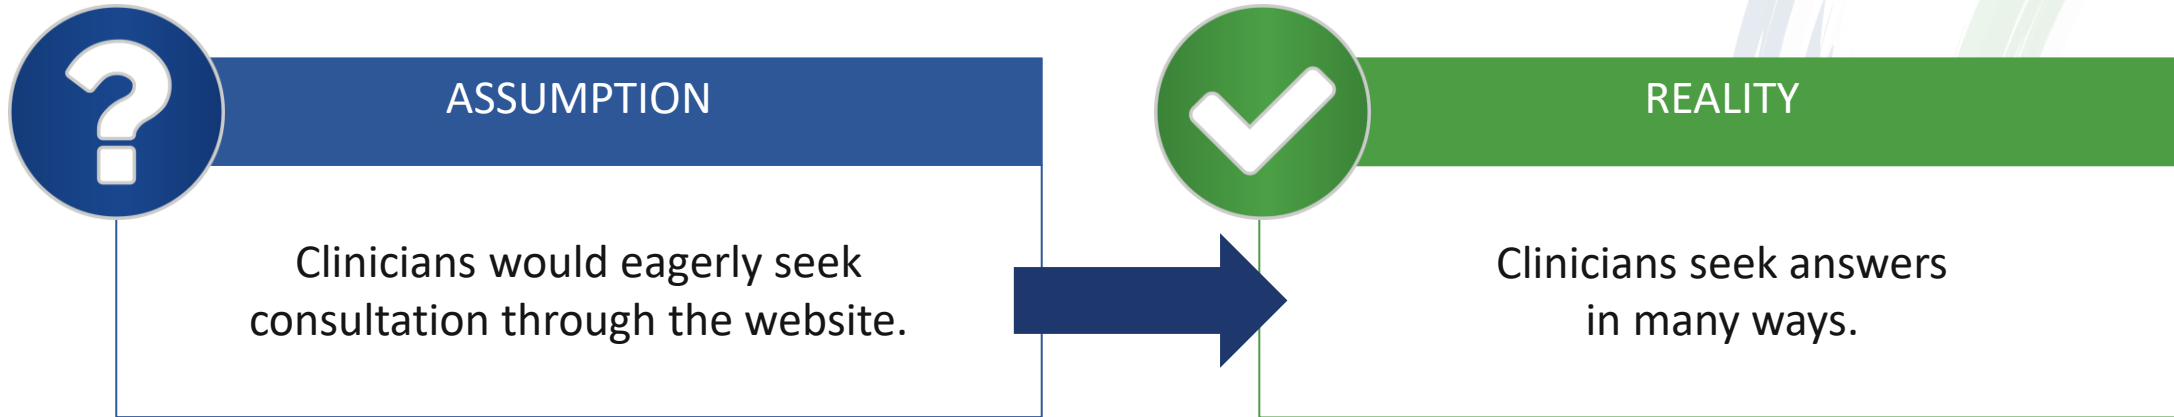 ASSUMPTION
Clinicians would eagerly seek
consultation through the website.
REALITY
Clinicians seek answers
in many ways.